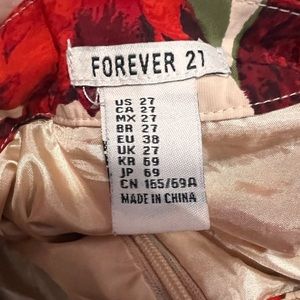 FOREVER 21
US 27
CA 27
MX 27
BR 27
EU 38
UK 27
KR 69
JP 69
CN 165/69A
MADE IN CHINA